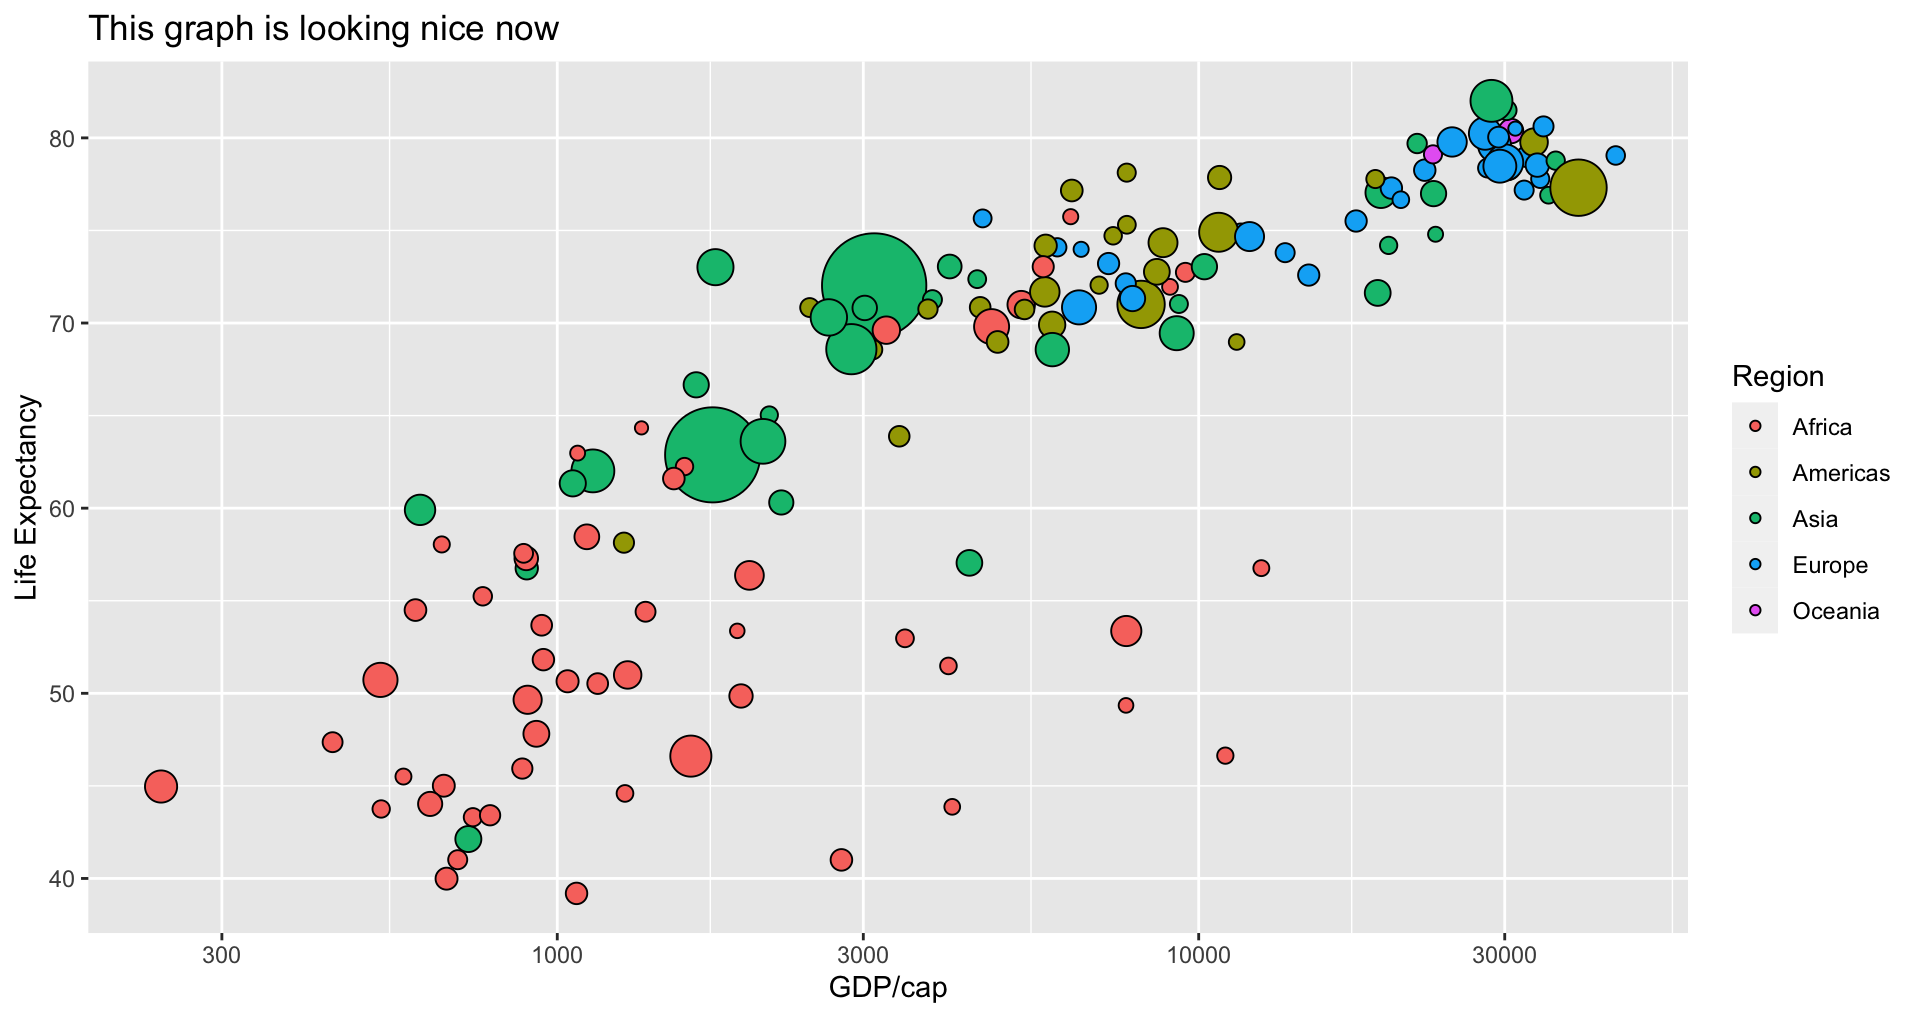 This graph is looking nice now
80
70
60
50
40
Life Expectancy
300
1000
3000
10000
30000
GDP/cap
Region
Africa
Americas
Asia
Europe
Oceania